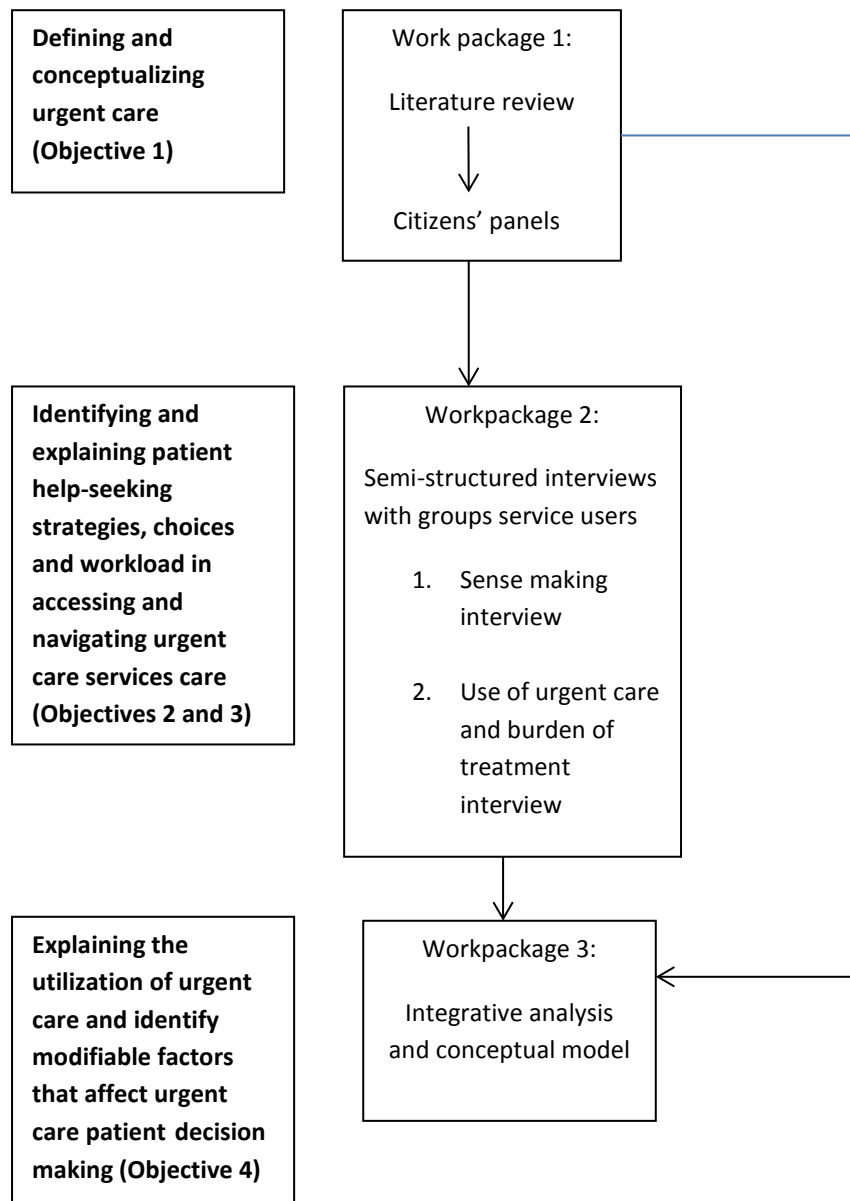 Defining and
conceptualizing
urgent care
(Objective 1)
Work package 1:
Literature review
Citizens’ panels
Identifying and
explaining patient
help-seeking
strategies, choices
and workload in
accessing and
navigating urgent
care services care
(Objectives 2 and 3)
Workpackage 2:
Semi-structured interviews
with groups service users
1. Sense making
interview
2. Use of urgent care
and burden of
treatment
interview
Explaining the
utilization of urgent
care and identify
modifiable factors
that affect urgent
care patient decision
making (Objective 4)
Workpackage 3:
Integrative analysis
and conceptual model